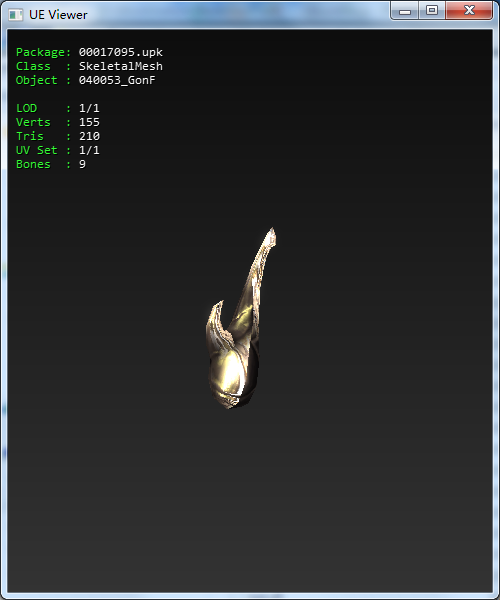 UE Viewer
Package: 00017095.upk
Class : SkeletalMesh
Object : 040053_GonF
LOD : 1/1
Verts : 155
Tris : 210
UV Set : 1/1
Bones : 9